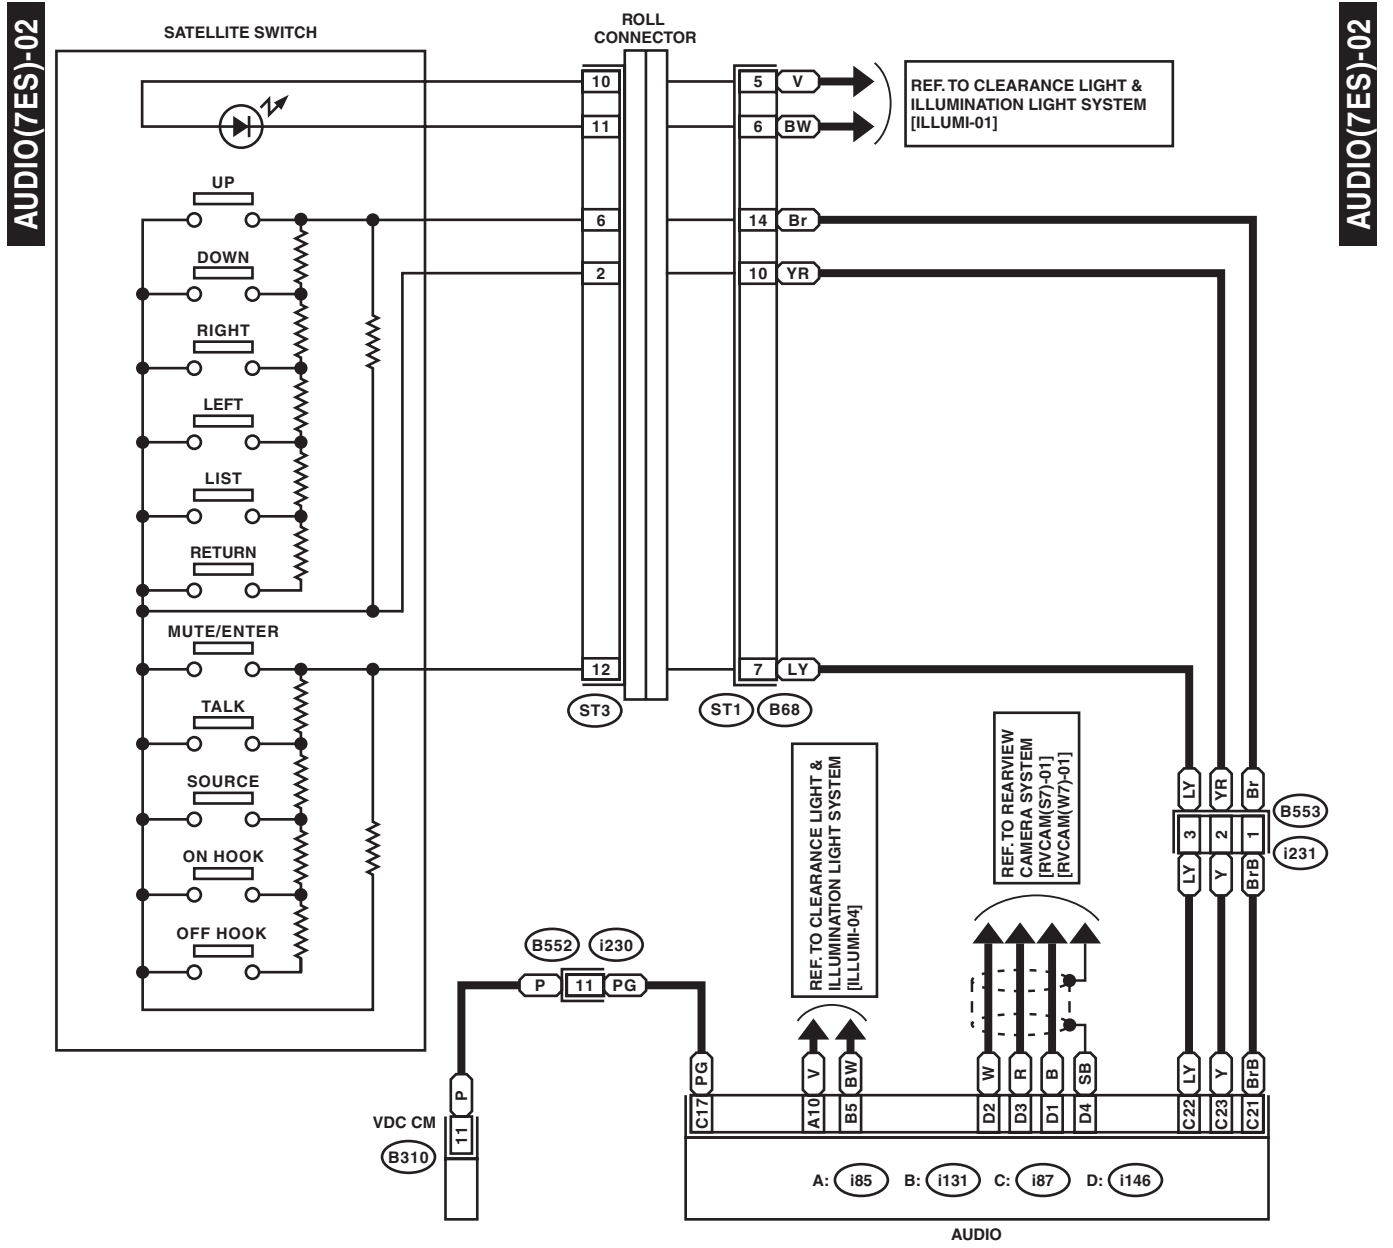 AUDIO(7ES)-02
AUDIO(7ES)-02
SATELLITE SWITCH
ROLL
CONNECTOR
10
5
V
REF. TO CLEARANCE LIGHT &
ILLUMINATION LIGHT SYSTEM
[ILLUMI-01]
11
6
BW
UP
6
14
Br
DOWN
2
10
YR
RIGHT
LEFT
LIST
RETURN
MUTE/ENTER
12
7
LY
ST3
ST1
B68
TALK
SOURCE
ON HOOK
OFF HOOK
REF. TO CLEARANCE LIGHT &
ILLUMINATION LIGHT SYSTEM
[ILLUMI-04]
REF. TO REARVIEW
CAMERA SYSTEM
[RVCAM(S7)-01]
[RVCAM(W7)-01]
LY
YR
Br
B553
3
2
1
i231
LY
Y
BrB
B552
i230
P
11
PG
P
PG
V
BW
W
R
B
SB
LY
Y
BrB
VDC CM
11
C17
A10
B5
D2
D3
D1
D4
C22
C23
C21
B310
A: i85
B: i131
C: i87
D: i146
AUDIO